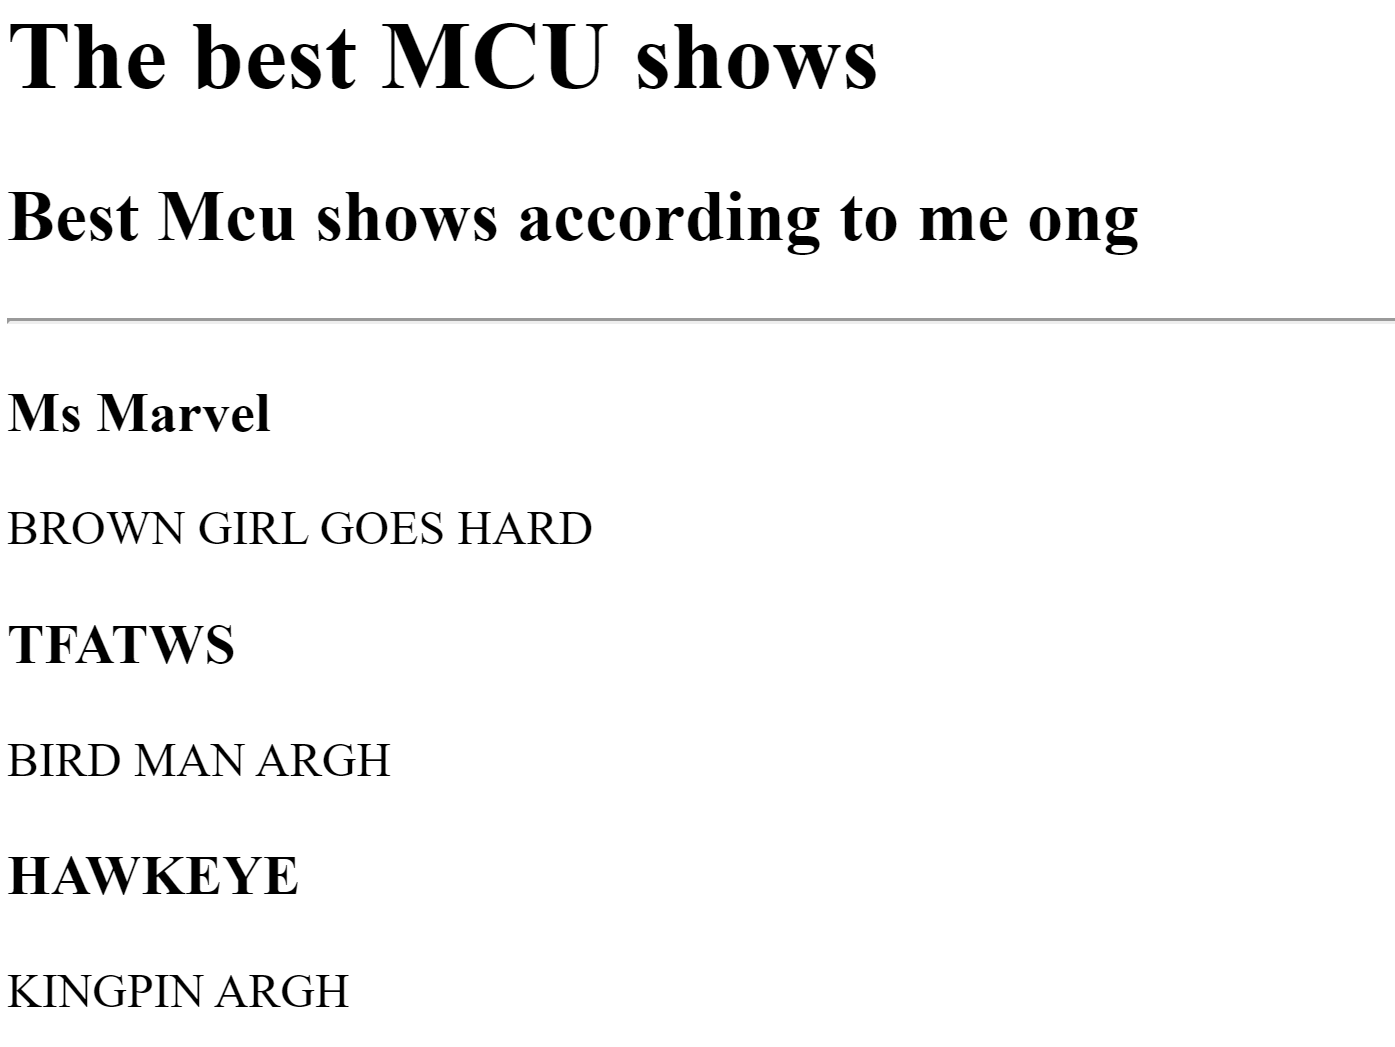 The best MCU shows
Best Mcu shows according to me ong
Ms Marvel
BROWN GIRL GOES HARD
TFATWS
BIRD MAN ARGH
HAWKEYE
KINGPIN ARGH